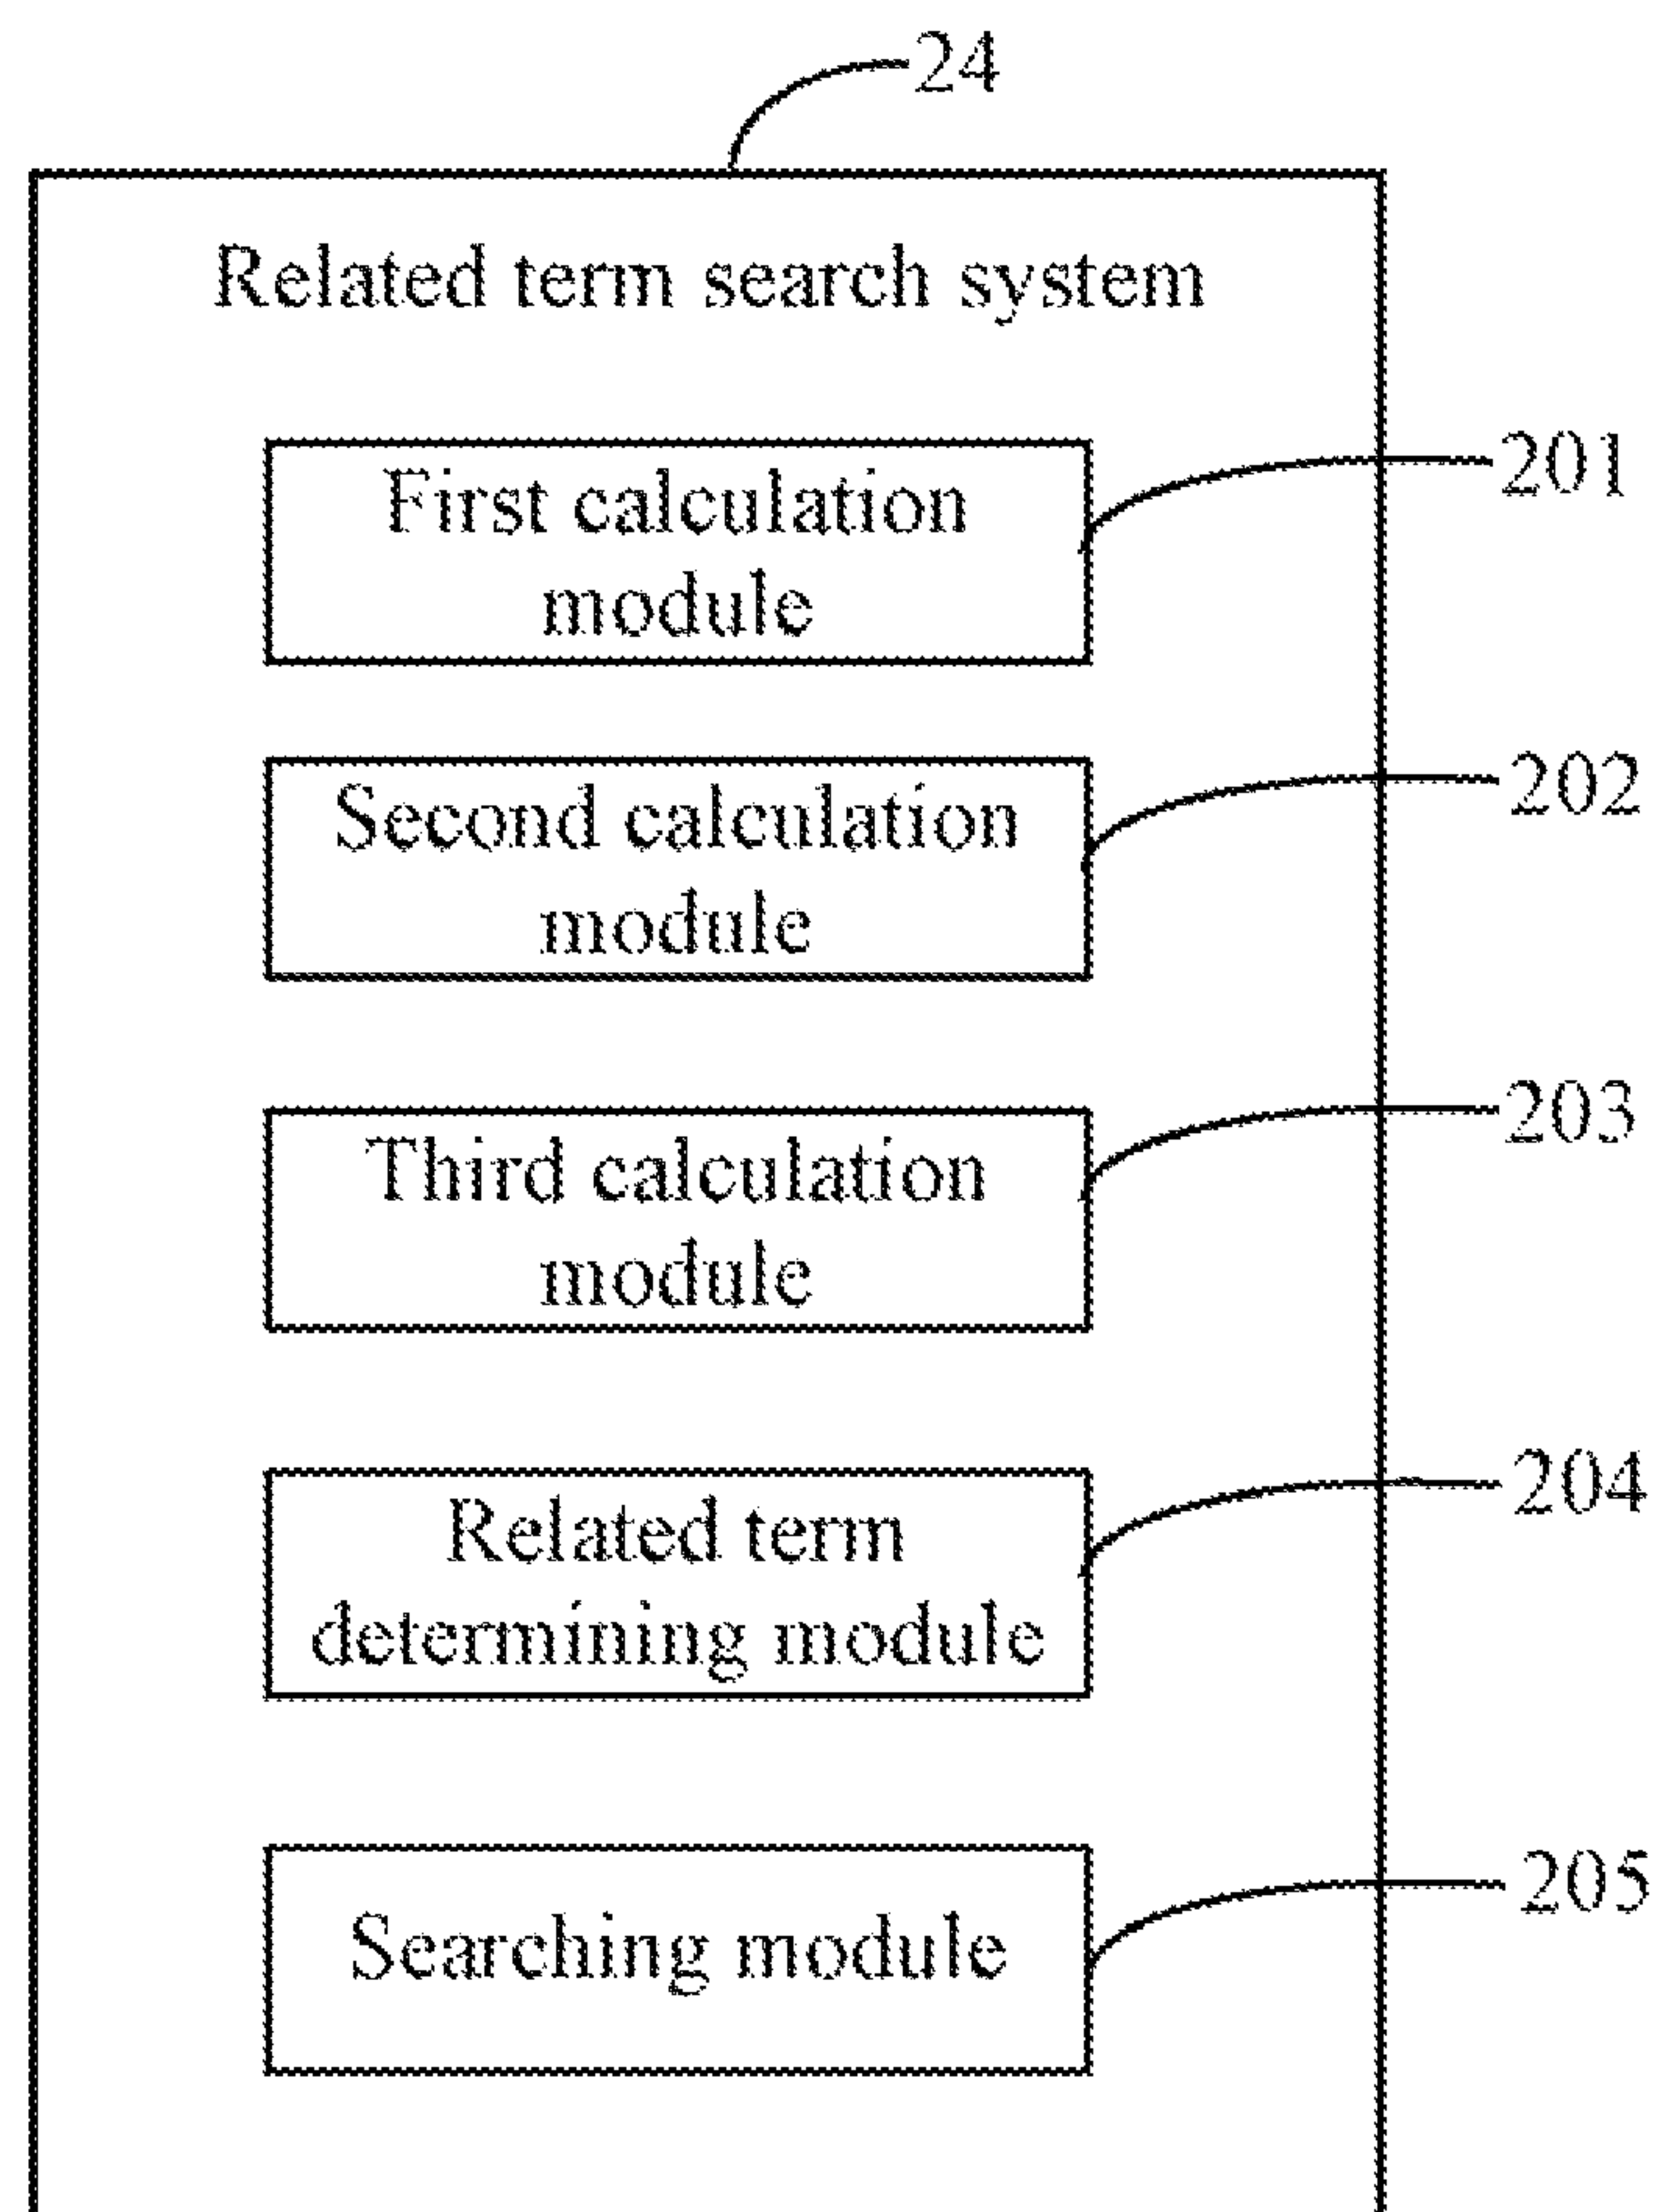 24
Related term search system
First calculation
module
201
Second calculation
module
202
Third calculation
module
203
Related term
determining module
204
Searching module
205